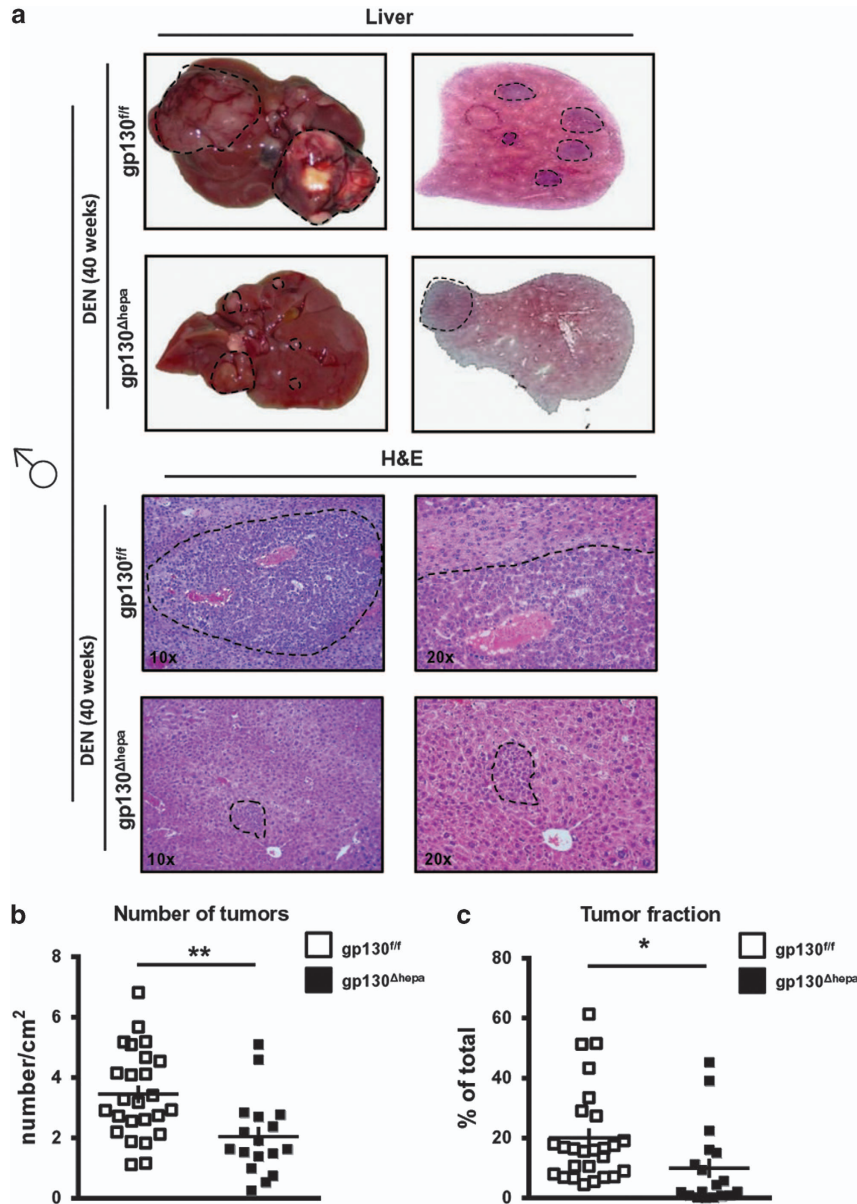 a
Liver
DEN (40 weeks)
gp130f/f
gp130Δhepa
H&E
DEN (40 weeks)
gp130f/f
10x
20x
gp130Δhepa
10x
20x
b
Number of tumors
gp130f/f
gp130Δhepa
**
number/cm²
8
6
4
2
0
c
Tumor fraction
gp130f/f
gp130Δhepa
*
% of total
80
60
40
20
0